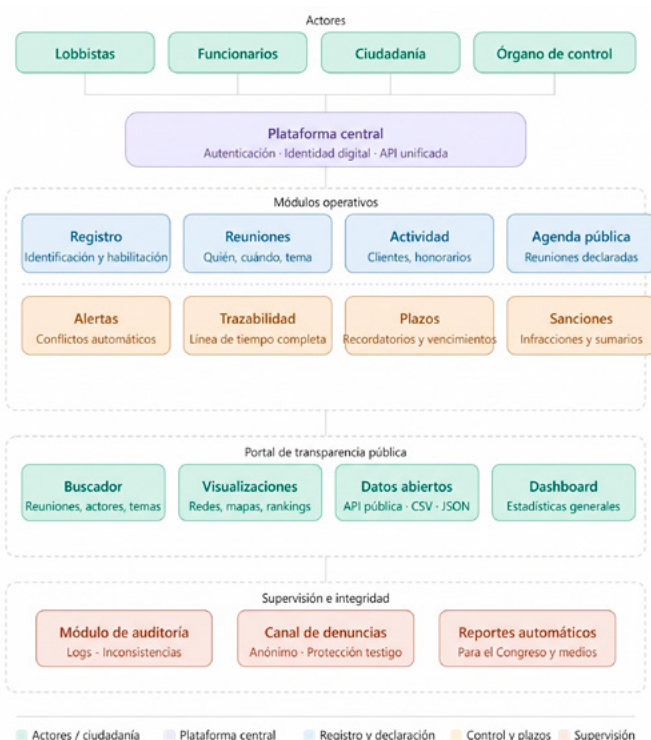 Actores
Lobbistas
Funcionarios
Ciudadanía
Órgano de control
Plataforma central
Autenticación · Identidad digital · API unificada
Módulos operativos
Registro
Identificación y habilitación
Reuniones
Quién, cuándo, tema
Actividad
Clientes, honorarios
Agenda pública
Reuniones declaradas
Alertas
Conflictos automáticos
Trazabilidad
Línea de tiempo completa
Plazos
Recordatorios y vencimientos
Sanciones
Infracciones y sumarios
Portal de transparencia pública
Buscador
Reuniones, actores, temas
Visualizaciones
Redes, mapas, rankings
Datos abiertos
API pública · CSV · JSON
Dashboard
Estadísticas generales
Supervisión e integridad
Módulo de auditoría
Logs - Inconsistencias
Canal de denuncias
Anónimo · Protección testigo
Reportes automáticos
Para el Congreso y medios
Actores / ciudadanía
Plataforma central
Registro y declaración
Control y plazos
Supervisión